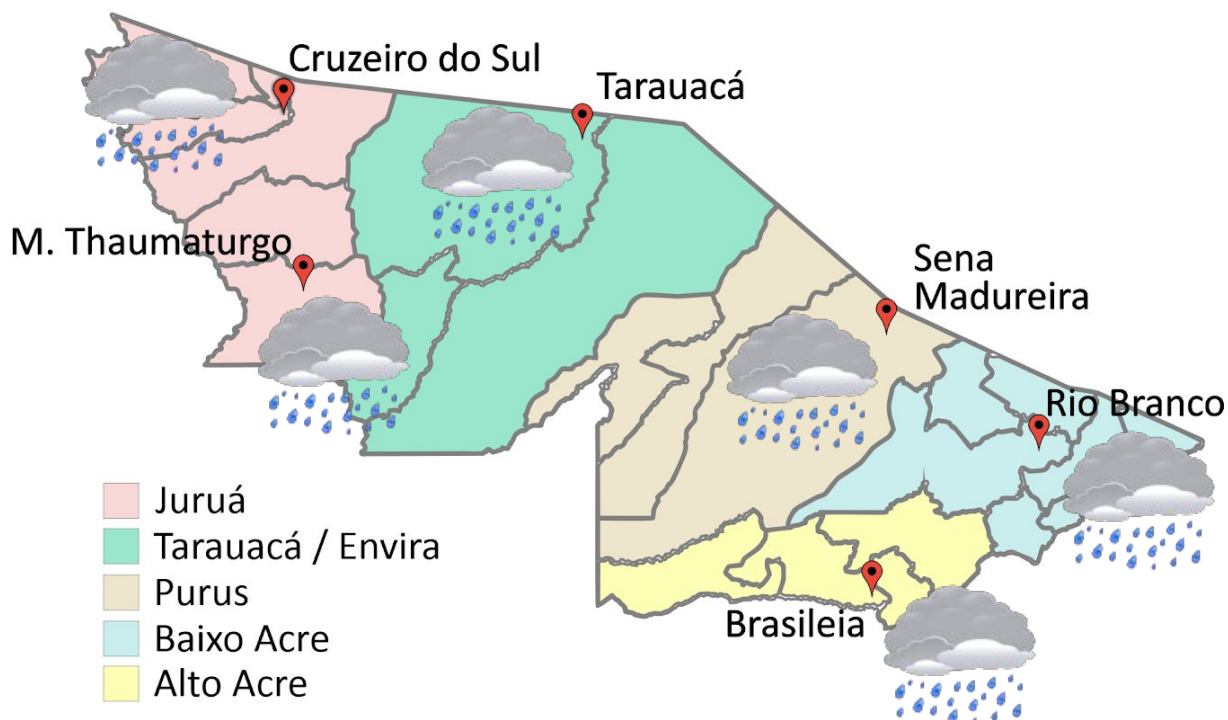 Cruzeiro do Sul
Tarauacá
M. Thaumaturgo
Sena
Madureira
Rio Branco
Brasileia
Juruá
Tarauacá / Envira
Purus
Baixo Acre
Alto Acre